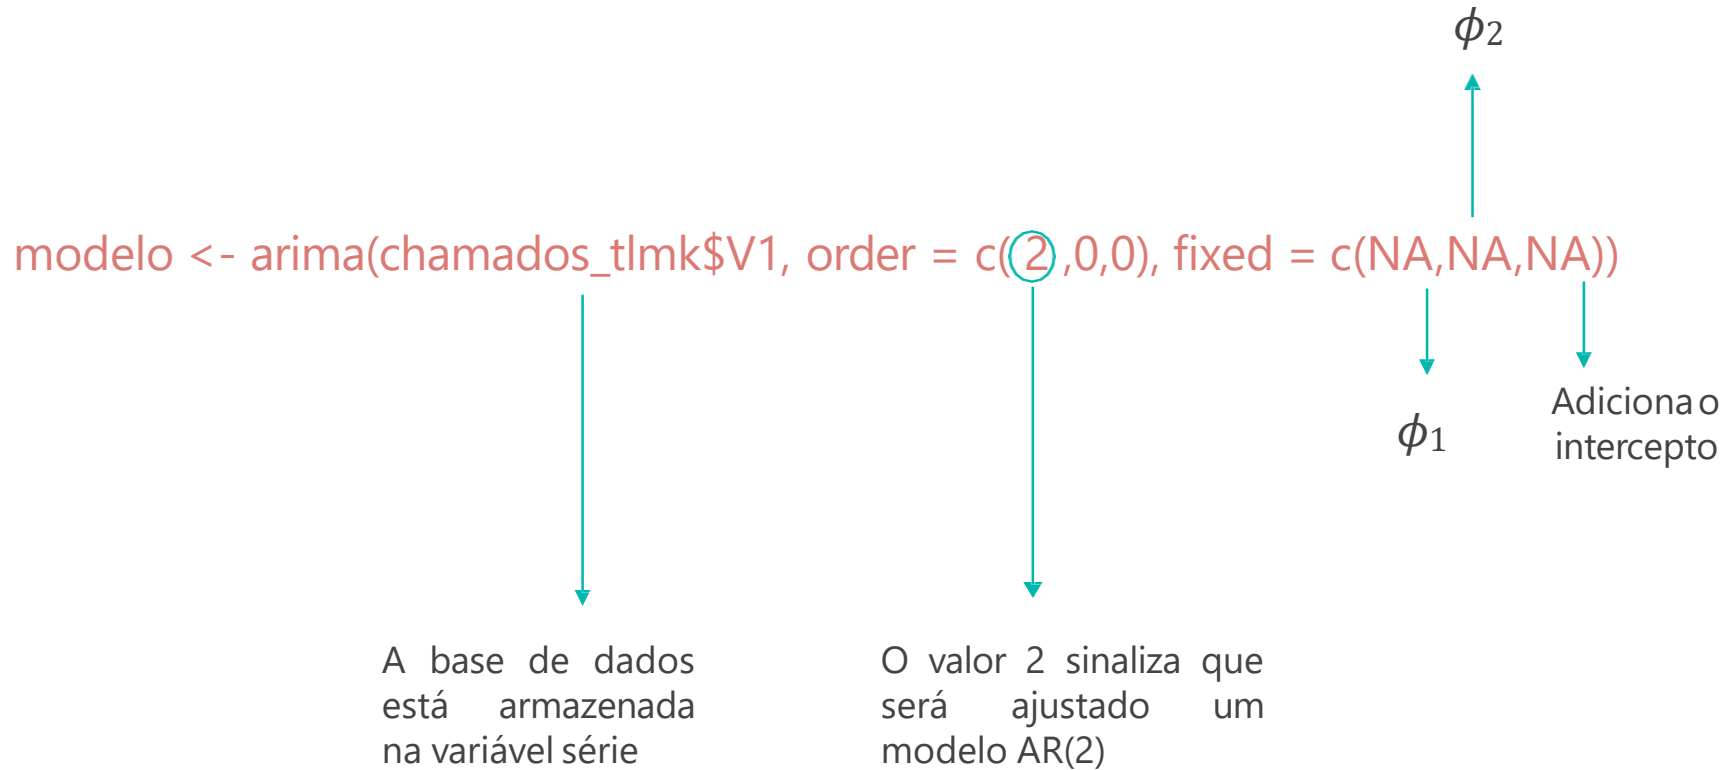 ϕ2
modelo <- arima(chamados_tlmk$V1, order = c( 2 ,0,0), fixed = c(NA,NA,NA))
ϕ1
Adiciona o
intercepto
A base de dados
está armazenada
na variável série
O valor 2 sinaliza que
será ajustado um
modelo AR(2)